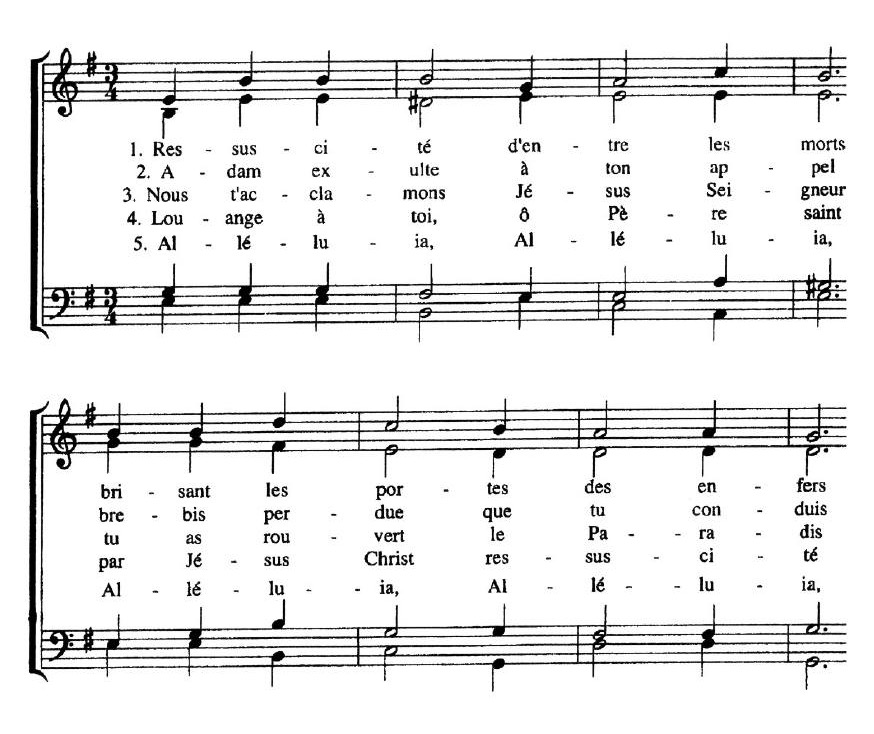 1. Res - sus - ci - té d'en - tre les morts
2. A - dam ex - ulte à ton ap - pel
3. Nous t'ac - cla - mons Jé - sus Sei - gneur
4. Lou - ange à toi, ô Pè - re saint
5. Al - lé - lu - ia, Al - lé - lu - ia,
bri - sant les por - tes des en - fers
bre - bis per - due que tu con - duis
tu as rou - vert le Pa - ra - dis
par Jé - sus Christ res - sus - ci - té
Al - lé - lu - ia, Al - lé - lu - ia,